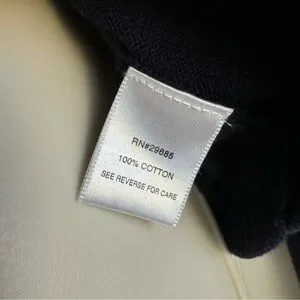 RN#29685
100% COTTON
SEE REVERSE FOR CARE